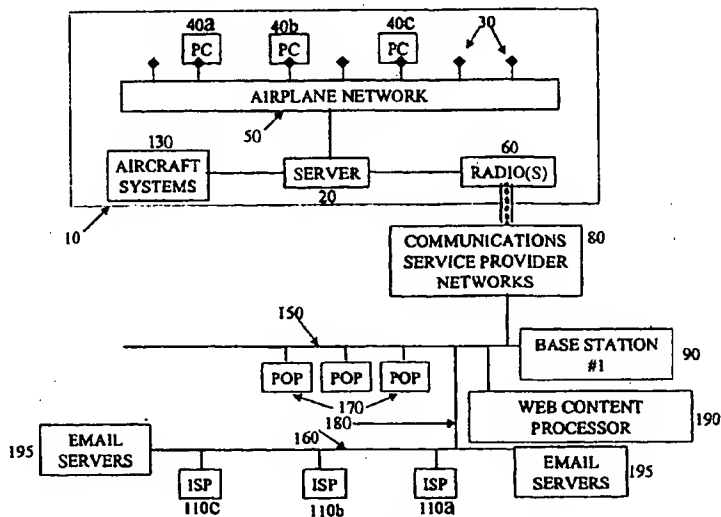 40a 40b 40c 30
PC PC PC
AIRPLANE NETWORK
130 50 60
AIRCRAFT
SYSTEMS
SERVER
RADIO(S)
20
10
COMMUNICATIONS
SERVICE PROVIDER
NETWORKS
80
150
BASE STATION
#1
90
POP POP POP
170
180
WEB CONTENT
PROCESSOR
190
195
EMAIL
SERVERS
160
EMAIL
SERVERS
195
ISP ISP ISP
110c 110b 110a